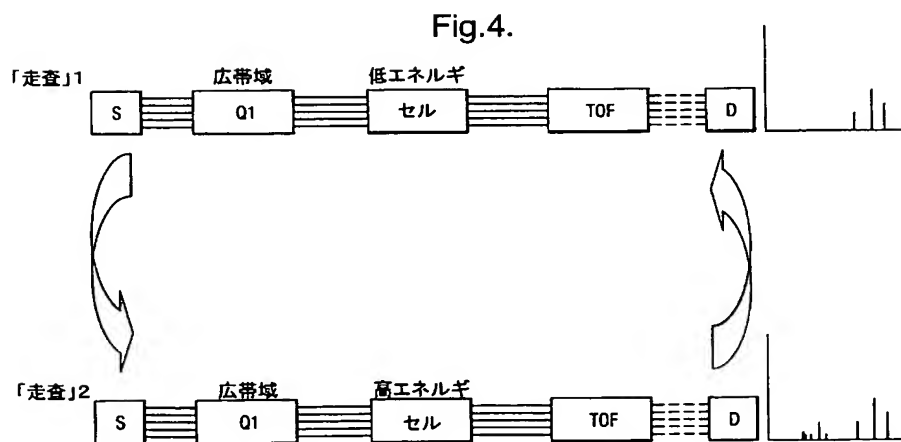 Fig.4.
「走査」1
広帯域
低エネルギ
S
Q1
セル
TOF
D
「走査」2
広帯域
高エネルギ
S
Q1
セル
TOF
D